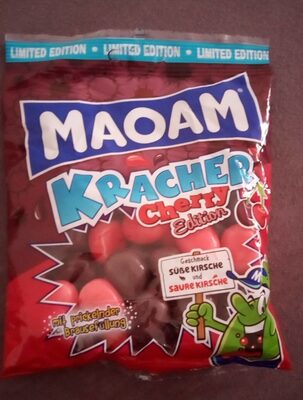 LIMITED EDITION · LIMITED EDITION · LIMITED EDITION
MAOAM
KRACHER
Cherry
Edition
Geschmack
SÜßE KIRSCHE
und
SAURE KIRSCHE
mit prickelnder
Brausefüllung